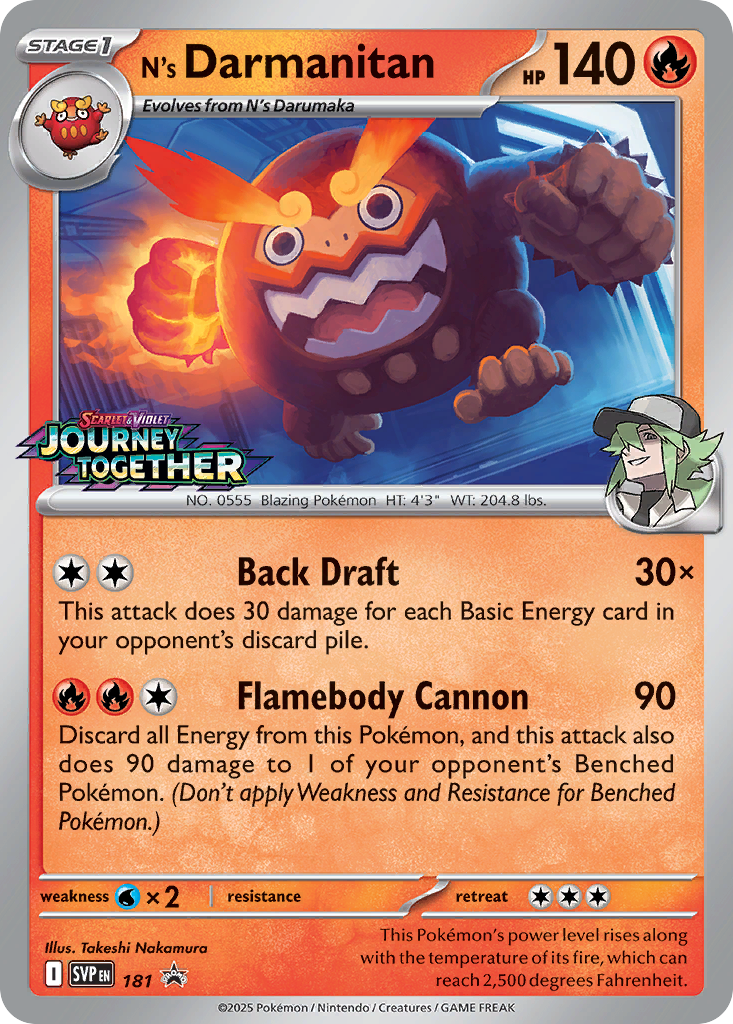 STAGE1
N's Darmanitan
HP 140
Evolves from N's Darumaka
SCARLET & VIOLET
JOURNEY
TOGETHER
NO. 0555 Blazing Pokémon HT: 4'3" WT: 204.8 lbs.
Back Draft 30×
This attack does 30 damage for each Basic Energy card in
your opponent's discard pile.
Flamebody Cannon 90
Discard all Energy from this Pokémon, and this attack also
does 90 damage to 1 of your opponent's Benched
Pokémon. (Don't apply Weakness and Resistance for Benched
Pokémon.)
weakness ×2 resistance retreat
Illus. Takeshi Nakamura
I SVP EN 181 PROMO
This Pokémon's power level rises along
with the temperature of its fire, which can
reach 2,500 degrees Fahrenheit.
©2025 Pokémon / Nintendo / Creatures / GAME FREAK